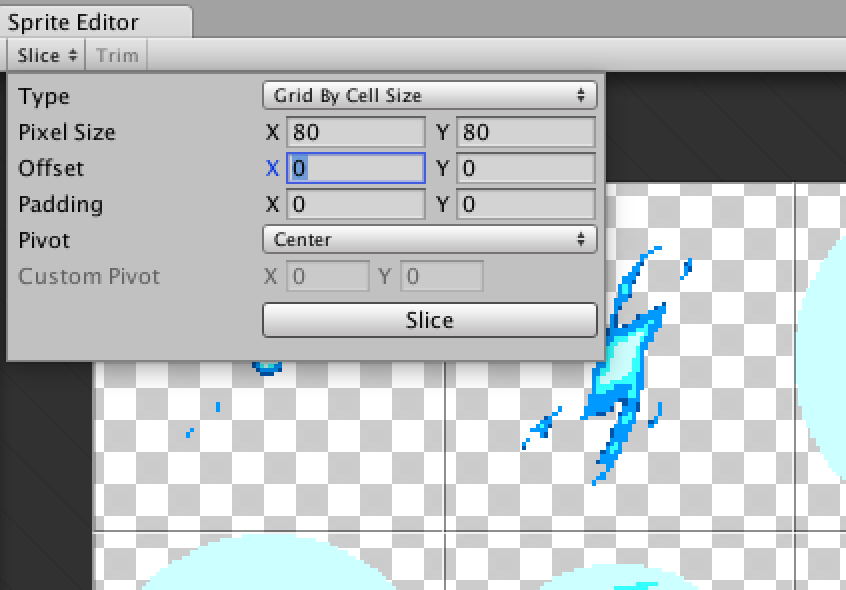 Sprite Editor
Slice Trim
Type Grid By Cell Size
Pixel Size X 80 Y 80
Offset X 0 Y 0
Padding X 0 Y 0
Pivot Center
Custom Pivot X 0 Y 0
Slice